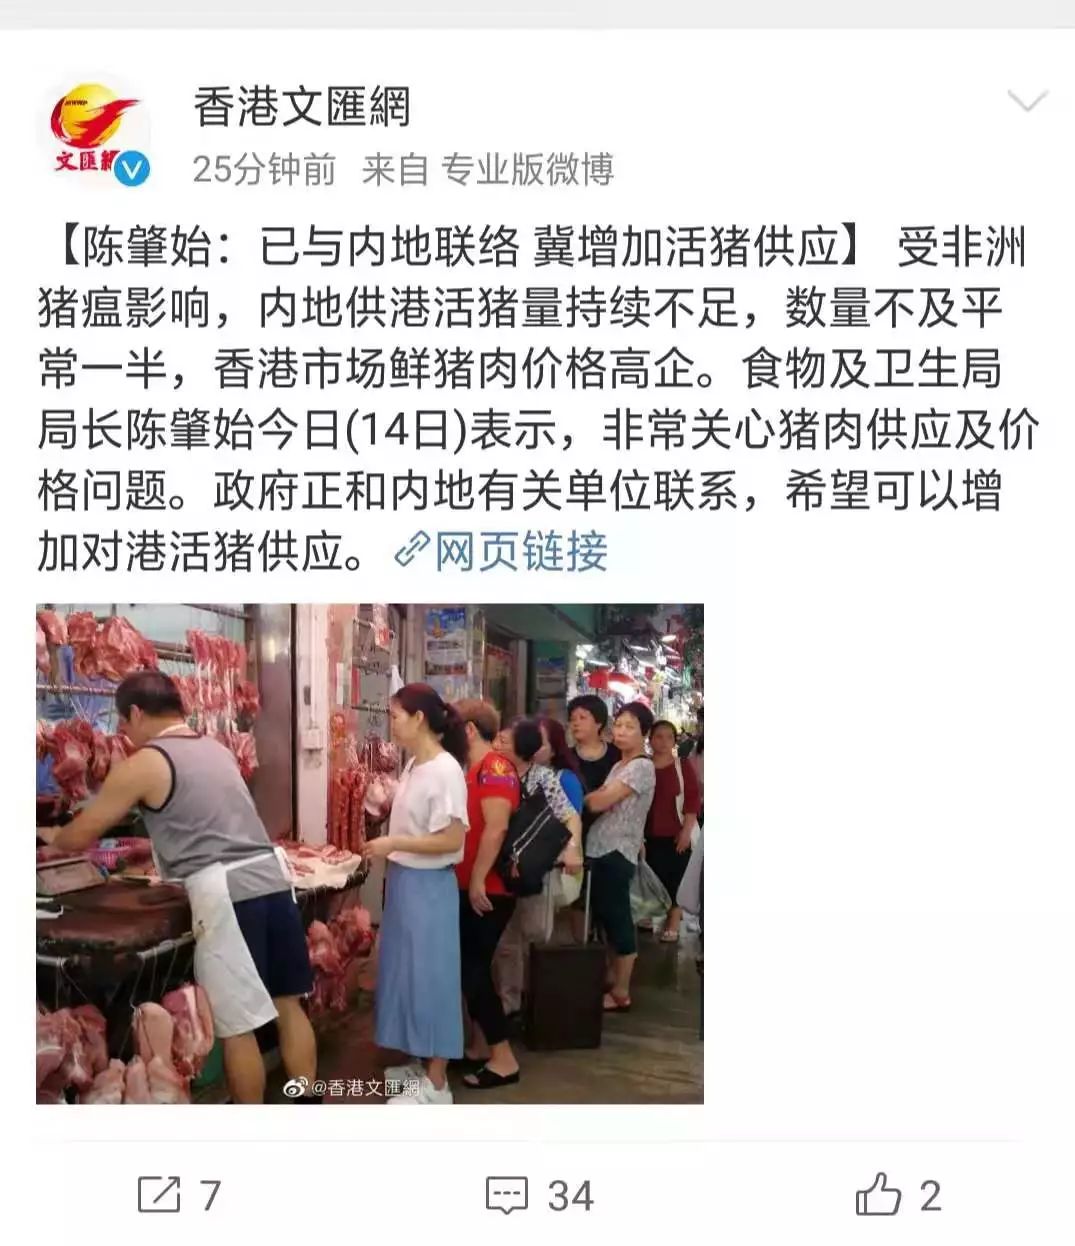 香港文匯網
25分钟前 来自 专业版微博
【陈肇始：已与内地联络 冀增加活猪供应】 受非洲
猪瘟影响，内地供港活猪量持续不足，数量不及平
常一半，香港市场鲜猪肉价格高企。食物及卫生局
局长陈肇始今日(14日)表示，非常关心猪肉供应及价
格问题。政府正和内地有关单位联系，希望可以增
加对港活猪供应。 网页链接
@香港文匯網
7 34 2